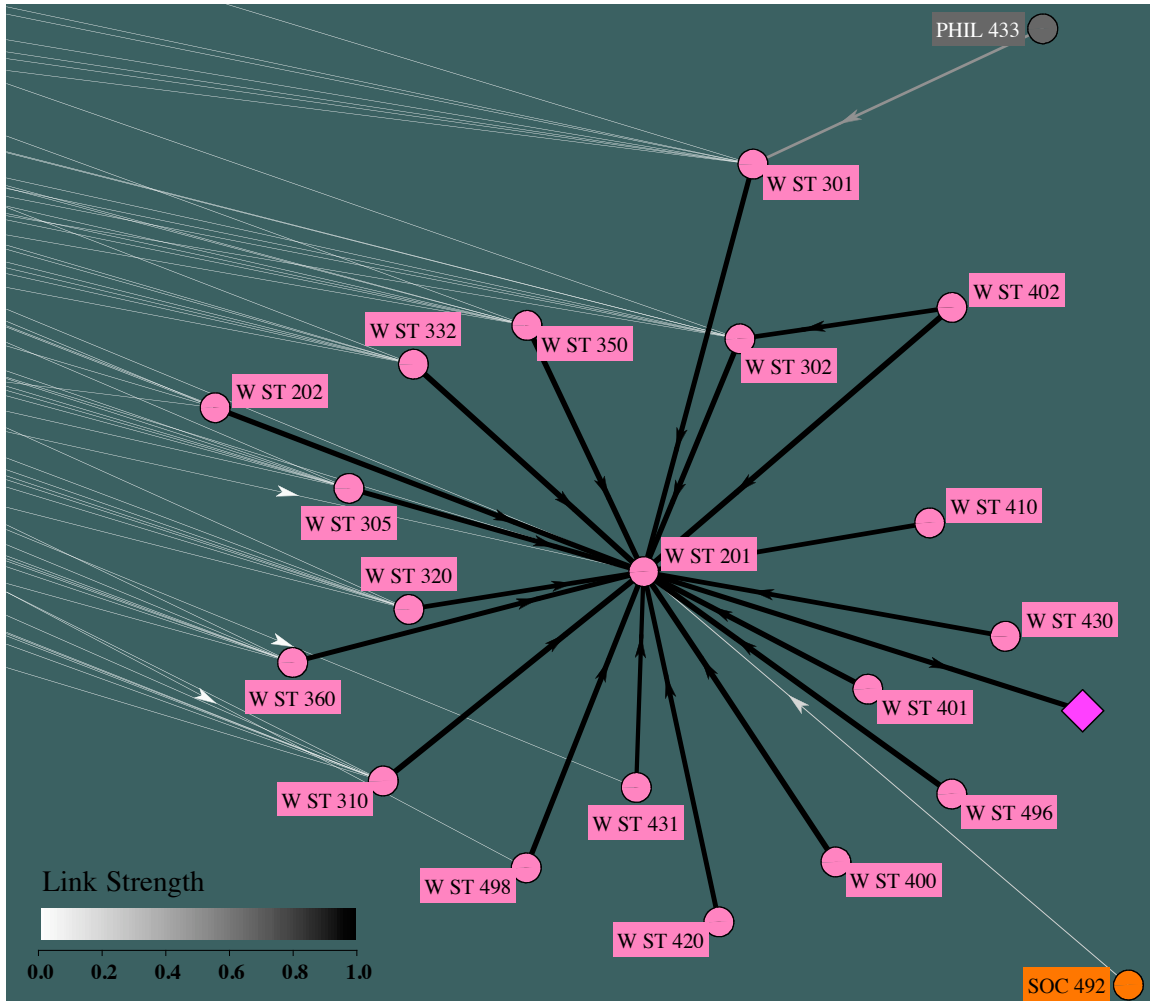 PHIL 433
W ST 301
W ST 402
W ST 332
W ST 350
W ST 302
W ST 202
W ST 410
W ST 305
W ST 201
W ST 320
W ST 430
W ST 360
W ST 401
W ST 310
W ST 431
W ST 496
W ST 498
W ST 400
Link Strength
W ST 420
0.0 0.2 0.4 0.6 0.8 1.0
SOC 492